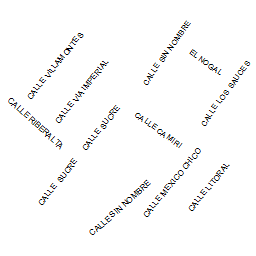 CALLE SIN NOMBRE
CALLE VILLAMONTES
EL NOGAL
CALLE VÍA IMPERIAL
CALLE LOS SAUCES
CALLE RIBERALTA
CALLE SUCRE
CALLE CAMIRI
CALLE SUCRE
CALLE MEXICO CHICO
CALLE LITORAL
CALLE SIN NOMBRE